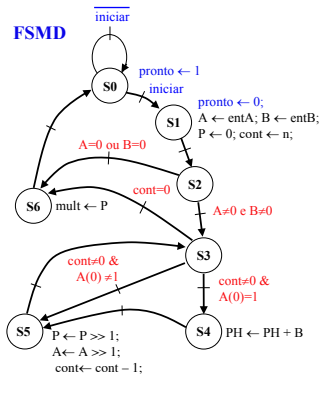 iniciar
FSMD
S0
pronto ← 1
iniciar
S1
pronto ← 0;
A ← entA; B ← entB;
P ← 0; cont ← n;
A=0 ou B=0
S2
cont=0
A≠0 e B≠0
S6
mult ← P
S3
cont≠0 &
A(0) ≠1
cont≠0 &
A(0)=1
S5
S4
PH ← PH + B
P ← P >> 1;
A← A >> 1;
cont← cont – 1;